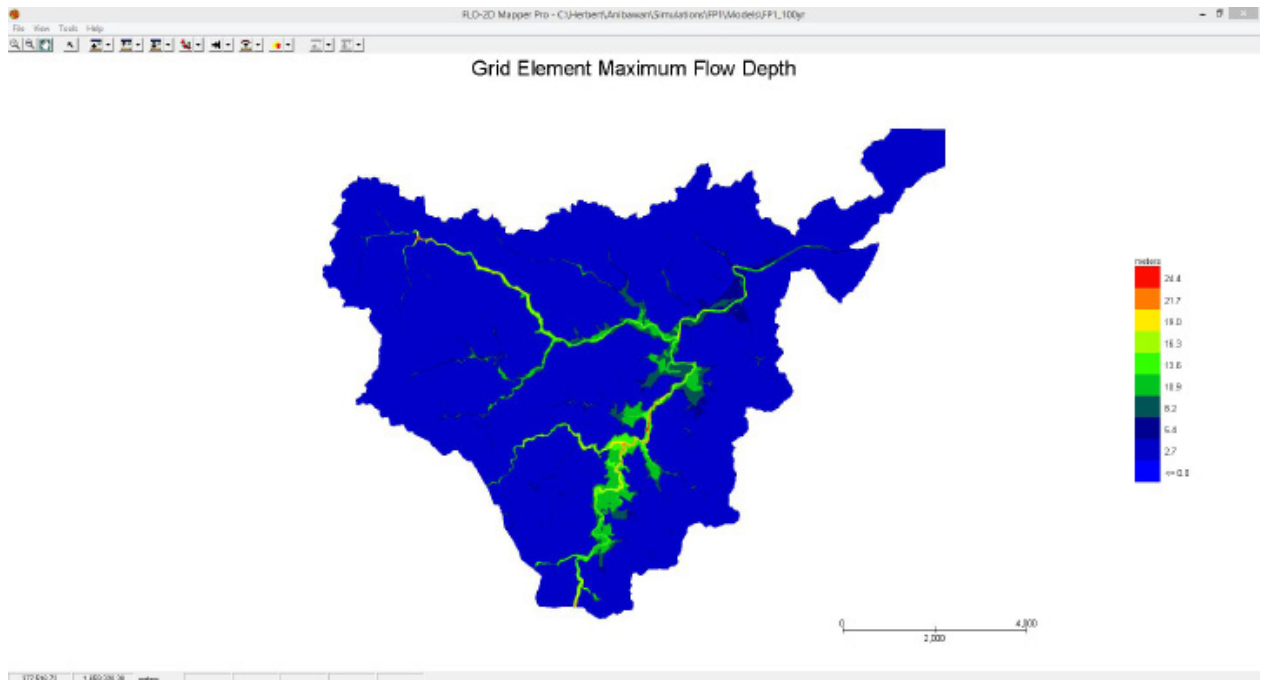 FLO-2D Mapper Pro - C:\Herbert\Anibawan\Simulations\FP1\Models\FP1_100yr
File View Tools Help
Grid Element Maximum Flow Depth
meters
24.4
21.7
19.0
16.3
13.6
10.9
8.2
5.4
2.7
<= 0.0
0
4,000
2,000
meters